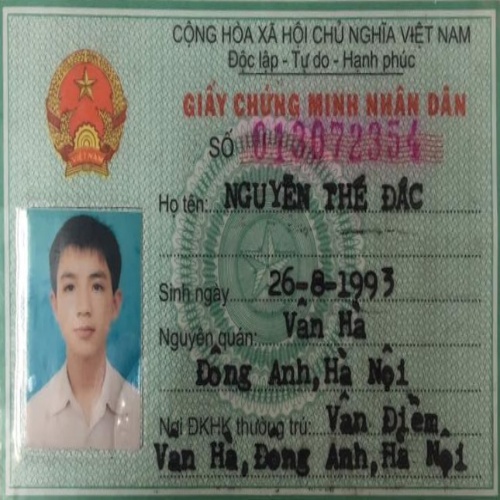 CỘNG HÒA XÃ HỘI CHỦ NGHĨA VIỆT NAM
Độc lập - Tự do - Hạnh phúc
GIẤY CHỨNG MINH NHÂN DÂN
SỐ 013072354
Họ tên: NGUYỄN THẾ ĐẮC
Sinh ngày 26-8-1993
Nguyên quán: Vân Hà
Đông Anh, Hà Nội
Nơi ĐKHK thường trú: Vân Điềm
Vân Hà, Đông Anh, Hà Nội